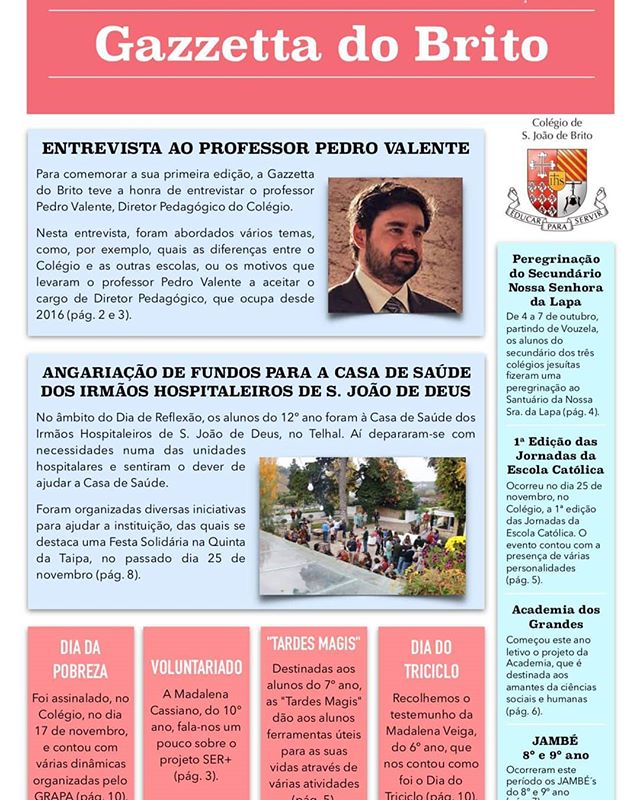 Gazzetta do Brito
Colégio de
S. João de Brito
IHS
EDUCAR PARA SERVIR
ENTREVISTA AO PROFESSOR PEDRO VALENTE
Para comemorar a sua primeira edição, a Gazzetta
do Brito teve a honra de entrevistar o professor
Pedro Valente, Diretor Pedagógico do Colégio.
Nesta entrevista, foram abordados vários temas,
como, por exemplo, quais as diferenças entre o
Colégio e as outras escolas, ou os motivos que
levaram o professor Pedro Valente a aceitar o
cargo de Diretor Pedagógico, que ocupa desde
2016 (pág. 2 e 3).
ANGARIAÇÃO DE FUNDOS PARA A CASA DE SAÚDE
DOS IRMÃOS HOSPITALEIROS DE S. JOÃO DE DEUS
No âmbito do Dia de Reflexão, os alunos do 12º ano foram à Casa de Saúde dos
Irmãos Hospitaleiros de S. João de Deus, no Telhal. Aí depararam-se com
necessidades numa das unidades
hospitalares e sentiram o dever de
ajudar a Casa de Saúde.
Foram organizadas diversas iniciativas
para ajudar a instituição, das quais se
destaca uma Festa Solidária na Quinta
da Taipa, no passado dia 25 de
novembro (pág. 8).
DIA DA
POBREZA
Foi assinalado, no
Colégio, no dia
17 de novembro,
e contou com
várias dinâmicas
organizadas pelo
GRAPA (pág. 10).
VOLUNTARIADO
A Madalena
Cassiano, do 10º
ano, fala-nos um
pouco sobre o
projeto SER+
(pág. 3).
"TARDES MAGIS"
Destinadas aos
alunos do 7º ano,
as "Tardes Magis"
dão aos alunos
ferramentas úteis
para as suas
vidas através de
várias atividades
(pág. 5).
DIA DO
TRICICLO
Recolhemos o
testemunho da
Madalena Veiga,
do 6º ano, que
nos contou como
foi o Dia do
Triciclo (pág. 10).
Peregrinação
do Secundário
Nossa Senhora
da Lapa
De 4 a 7 de outubro,
partindo de Vouzela,
os alunos do
secundário dos três
colégios jesuítas
fizeram uma
peregrinação ao
Santuário da Nossa
Sra. da Lapa (pág. 4).
1ª Edição das
Jornadas da
Escola Católica
Ocorreu no dia 25 de
novembro, no
Colégio, a 1ª edição
das Jornadas da
Escola Católica. O
evento contou com a
presença de várias
personalidades
(pág. 5).
Academia dos
Grandes
Começou este ano
letivo o projeto da
Academia, que é
destinada aos
amantes da ciências
sociais e humanas
(pág. 6).
JAMBÉ
8º e 9º ano
Ocorreram este
período os JAMBÉ´s
do 8º e 9º ano